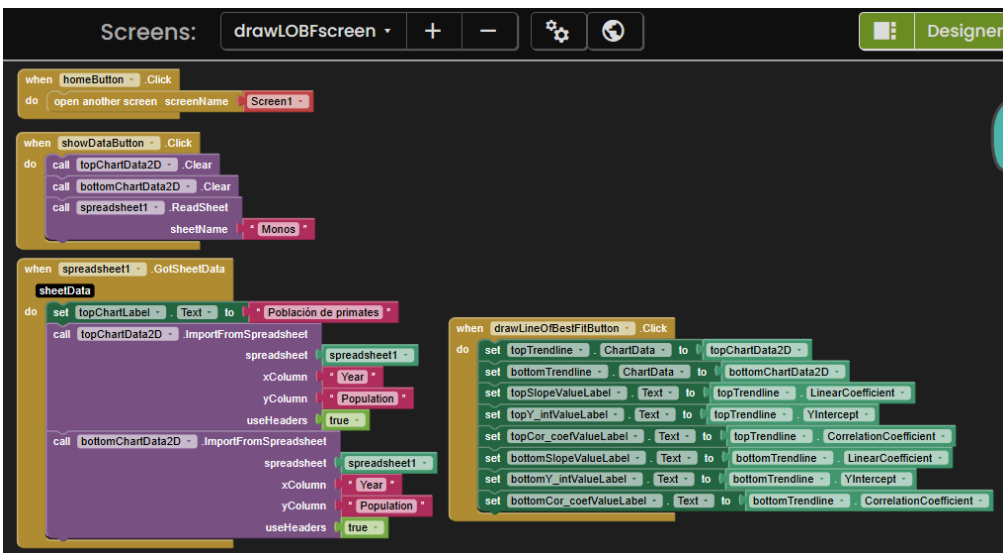 Screens: drawLOBFscreen + − Designer
when homeButton .Click
do open another screen screenName Screen1
when showDataButton .Click
do call topChartData2D .Clear
call bottomChartData2D .Clear
call spreadsheet1 .ReadSheet
sheetName " Monos "
when spreadsheet1 .GotSheetData
sheetData
do set topChartLabel . Text to " Población de primates "
call topChartData2D .ImportFromSpreadsheet
spreadsheet spreadsheet1
xColumn " Year "
yColumn " Population "
useHeaders true
call bottomChartData2D .ImportFromSpreadsheet
spreadsheet spreadsheet1
xColumn " Year "
yColumn " Population "
useHeaders true
when drawLineOfBestFitButton .Click
do set topTrendline . ChartData to topChartData2D
set bottomTrendline . ChartData to bottomChartData2D
set topSlopeValueLabel . Text to topTrendline . LinearCoefficient
set topY_intValueLabel . Text to topTrendline . YIntercept
set topCor_coefValueLabel . Text to topTrendline . CorrelationCoefficient
set bottomSlopeValueLabel . Text to bottomTrendline . LinearCoefficient
set bottomY_intValueLabel . Text to bottomTrendline . YIntercept
set bottomCor_coefValueLabel . Text to bottomTrendline . CorrelationCoefficient